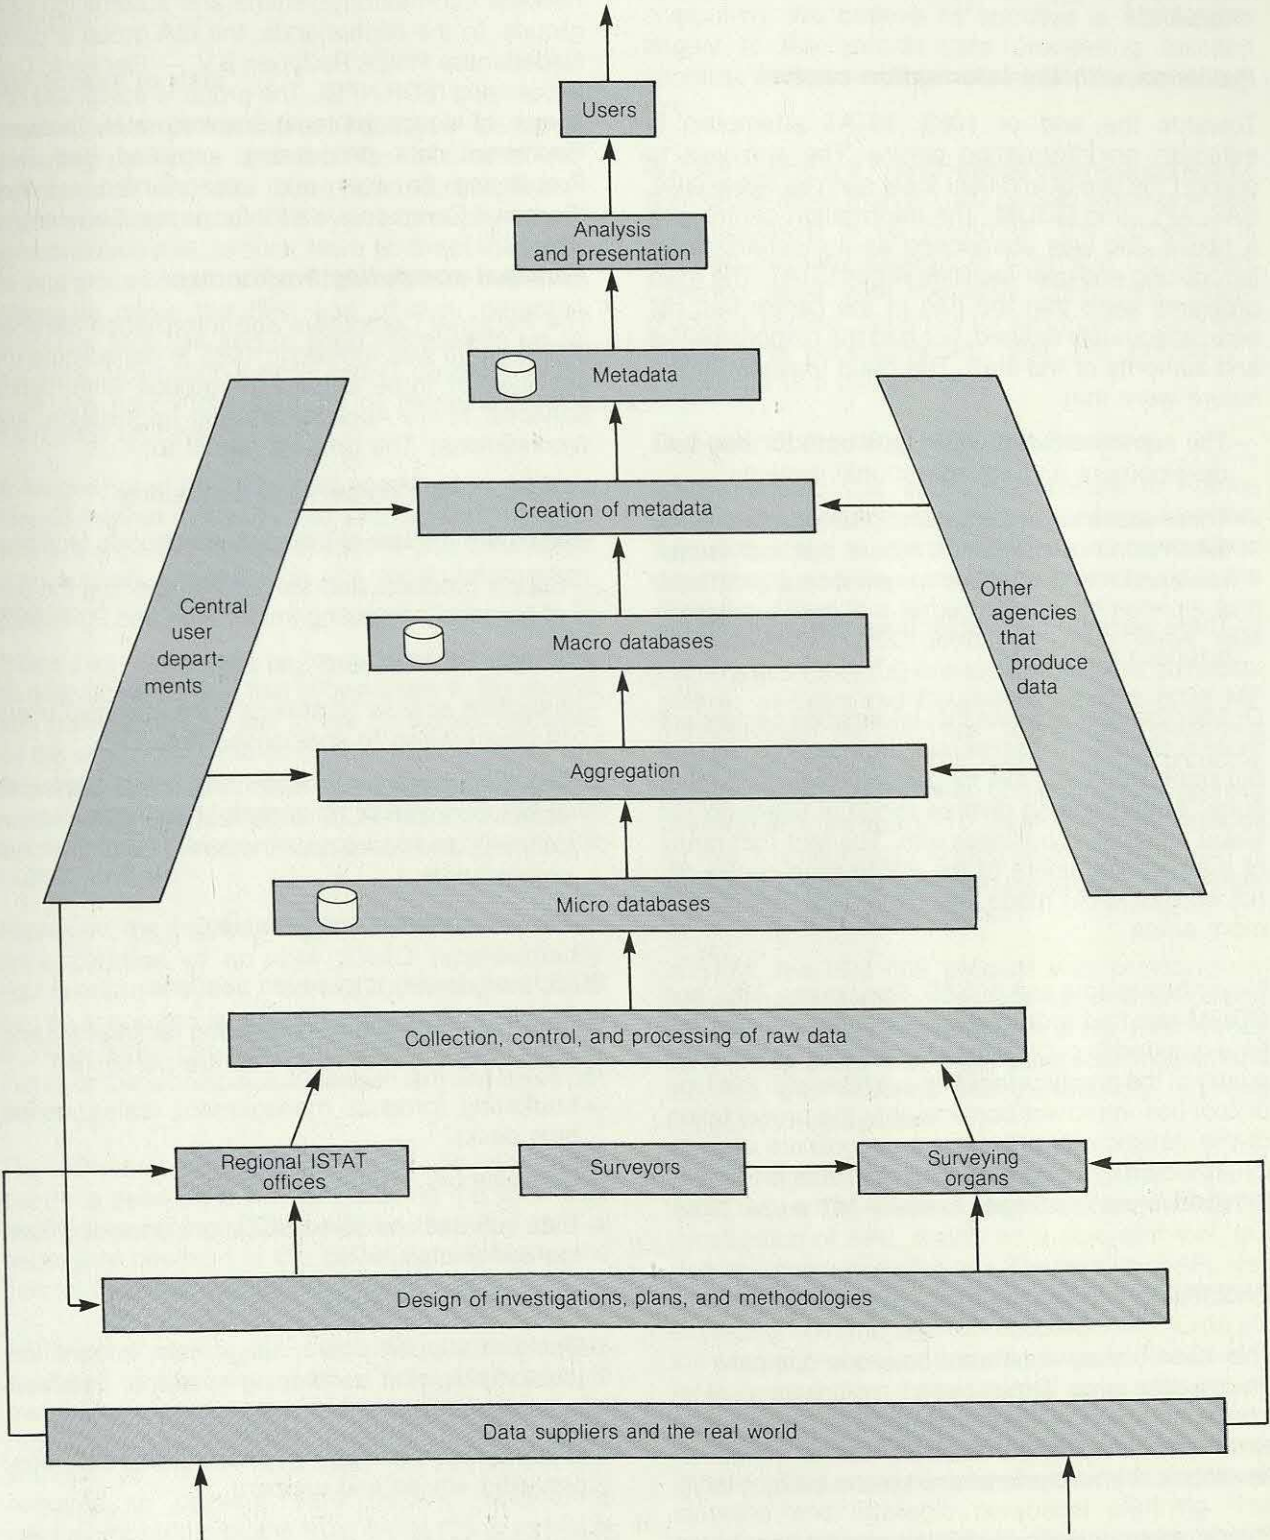 Users
Analysis
and presentation
Metadata
Creation of metadata
Central
user
depart-
ments
Other
agencies
that
produce
data
Macro databases
Aggregation
Micro databases
Collection, control, and processing of raw data
Regional ISTAT
offices
Surveyors
Surveying
organs
Design of investigations, plans, and methodologies
Data suppliers and the real world